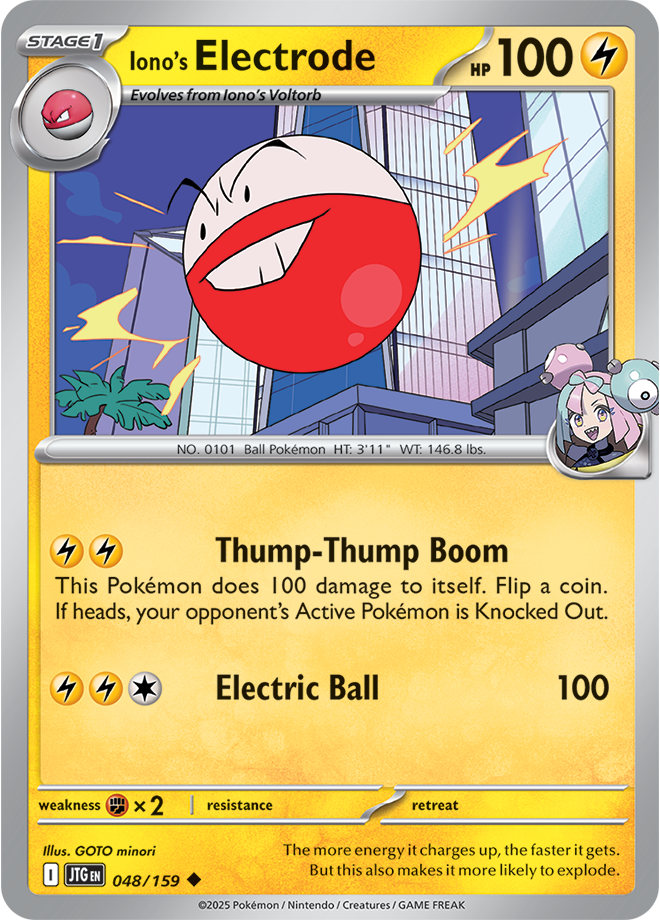 STAGE1
Iono's Electrode HP 100
Evolves from Iono's Voltorb
NO. 0101 Ball Pokémon HT: 3'11" WT: 146.8 lbs.
Thump-Thump Boom
This Pokémon does 100 damage to itself. Flip a coin.
If heads, your opponent's Active Pokémon is Knocked Out.
Electric Ball 100
weakness ×2 resistance retreat
Illus. GOTO minori
The more energy it charges up, the faster it gets.
But this also makes it more likely to explode.
I JTG EN 048/159
©2025 Pokémon / Nintendo / Creatures / GAME FREAK